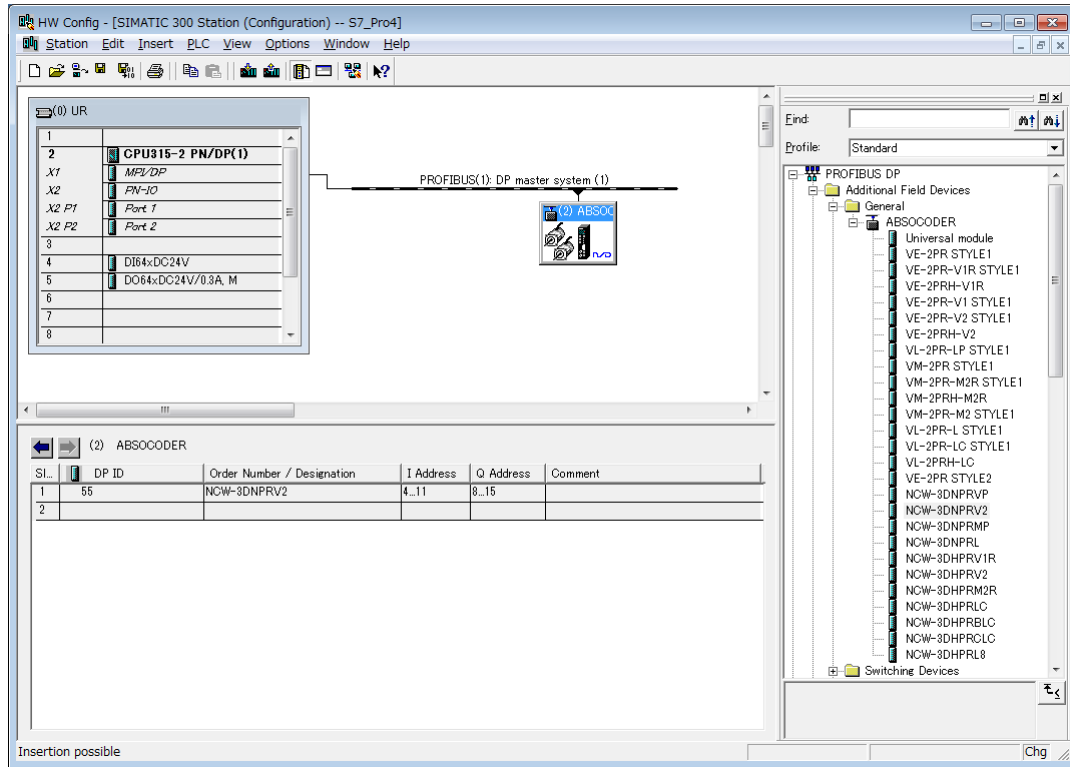 HW Config - [SIMATIC 300 Station (Configuration) -- S7_Pro4]
Station Edit Insert PLC View Options Window Help
(0) UR
1
2 CPU315-2 PN/DP(1)
X1 MPI/DP
X2 PN-IO
X2 P1 Port 1
X2 P2 Port 2
3
4 DI64xDC24V
5 DO64xDC24V/0.3A, M
6
7
8
PROFIBUS(1): DP master system (1)
(2) ABSOC
Find:
Profile: Standard
PROFIBUS DP
Additional Field Devices
General
ABSOCODER
Universal module
VE-2PR STYLE1
VE-2PR-V1R STYLE1
VE-2PRH-V1R
VE-2PR-V1 STYLE1
VE-2PR-V2 STYLE1
VE-2PRH-V2
VL-2PR-LP STYLE1
VM-2PR STYLE1
VM-2PR-M2R STYLE1
VM-2PRH-M2R
VM-2PR-M2 STYLE1
VL-2PR-L STYLE1
VL-2PR-LC STYLE1
VL-2PRH-LC
VE-2PR STYLE2
NCW-3DNPRVP
NCW-3DNPRV2
NCW-3DNPRMP
NCW-3DNPRL
NCW-3DHPRV1R
NCW-3DHPRV2
NCW-3DHPRM2R
NCW-3DHPRLC
NCW-3DHPRBLC
NCW-3DHPRCLC
NCW-3DHPRL8
Switching Devices
(2) ABSOCODER
Sl... DP ID Order Number / Designation I Address Q Address Comment
1 55 NCW-3DNPRV2 4...11 8...15
2
Insertion possible
Chg